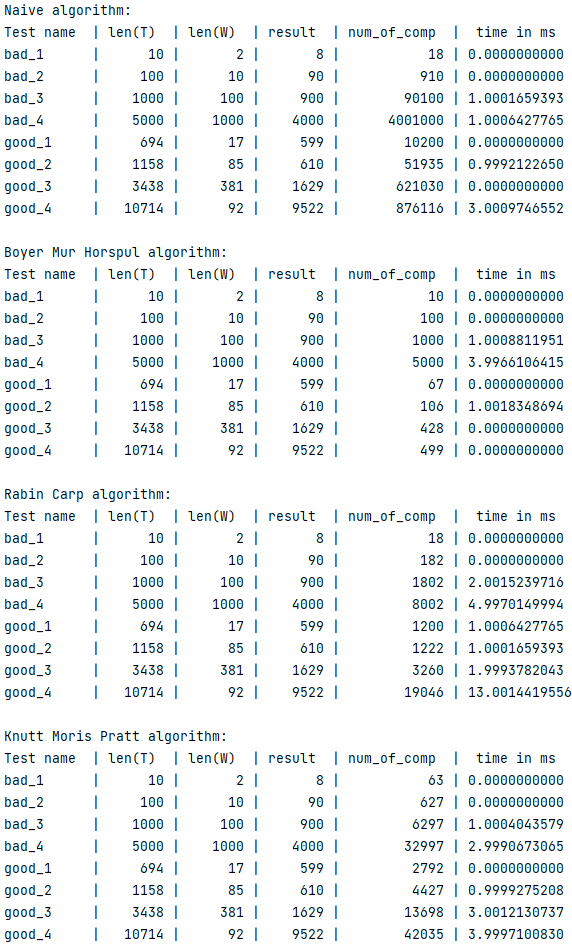 Naive algorithm:
Test name  | len(T)  | len(W)  | result  | num_of_comp  |  time in ms
bad_1      |     10 |       2 |       8 |           18 | 0.0000000000
bad_2      |    100 |      10 |      90 |          910 | 0.0000000000
bad_3      |   1000 |     100 |     900 |        90100 | 1.0001659393
bad_4      |   5000 |    1000 |    4000 |      4001000 | 1.0006427765
good_1     |    694 |      17 |     599 |        10200 | 0.0000000000
good_2     |   1158 |      85 |     610 |        51935 | 0.9992122650
good_3     |   3438 |     381 |    1629 |       621030 | 0.0000000000
good_4     |  10714 |      92 |    9522 |       876116 | 3.0009746552

Boyer Mur Horspul algorithm:
Test name  | len(T)  | len(W)  | result  | num_of_comp  |  time in ms
bad_1      |     10 |       2 |       8 |           10 | 0.0000000000
bad_2      |    100 |      10 |      90 |          100 | 0.0000000000
bad_3      |   1000 |     100 |     900 |         1000 | 1.0008811951
bad_4      |   5000 |    1000 |    4000 |         5000 | 3.9966106415
good_1     |    694 |      17 |     599 |           67 | 0.0000000000
good_2     |   1158 |      85 |     610 |          106 | 1.0018348694
good_3     |   3438 |     381 |    1629 |          428 | 0.0000000000
good_4     |  10714 |      92 |    9522 |          499 | 0.0000000000

Rabin Carp algorithm:
Test name  | len(T)  | len(W)  | result  | num_of_comp  |  time in ms
bad_1      |     10 |       2 |       8 |           18 | 0.0000000000
bad_2      |    100 |      10 |      90 |          182 | 0.0000000000
bad_3      |   1000 |     100 |     900 |         1802 | 2.0015239716
bad_4      |   5000 |    1000 |    4000 |         8002 | 4.9970149994
good_1     |    694 |      17 |     599 |         1200 | 1.0006427765
good_2     |   1158 |      85 |     610 |         1222 | 1.0001659393
good_3     |   3438 |     381 |    1629 |         3260 | 1.9993782043
good_4     |  10714 |      92 |    9522 |        19046 | 13.0014419556

Knutt Moris Pratt algorithm:
Test name  | len(T)  | len(W)  | result  | num_of_comp  |  time in ms
bad_1      |     10 |       2 |       8 |           63 | 0.0000000000
bad_2      |    100 |      10 |      90 |          627 | 0.0000000000
bad_3      |   1000 |     100 |     900 |         6297 | 1.0004043579
bad_4      |   5000 |    1000 |    4000 |        32997 | 2.9990673065
good_1     |    694 |      17 |     599 |         2792 | 0.0000000000
good_2     |   1158 |      85 |     610 |         4427 | 0.9999275208
good_3     |   3438 |     381 |    1629 |        13698 | 3.0012130737
good_4     |  10714 |      92 |    9522 |        42035 | 3.9997100830